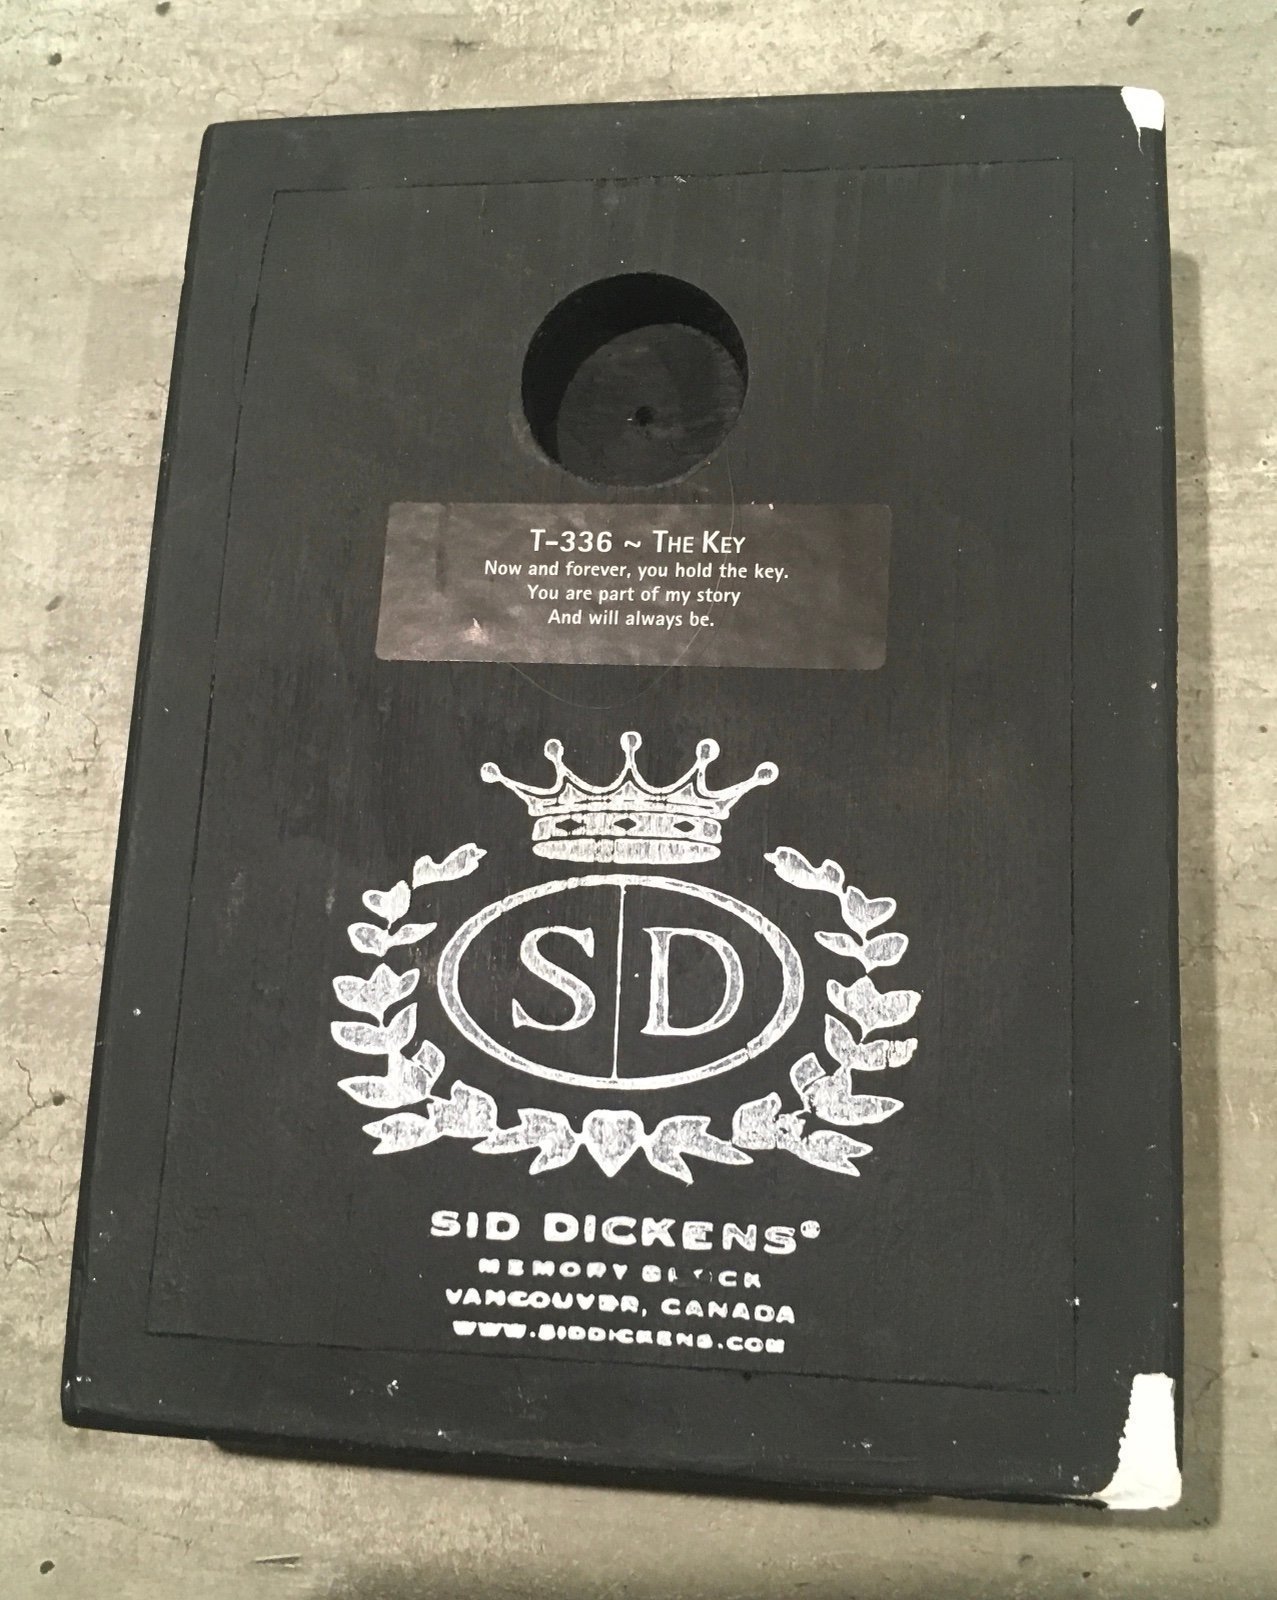 T-336 ~ THE KEY
Now and forever, you hold the key.
You are part of my story
And will always be.
S D
SID DICKENS®
MEMORY BLOCK
VANCOUVER, CANADA
WWW.SIDDICKENS.COM